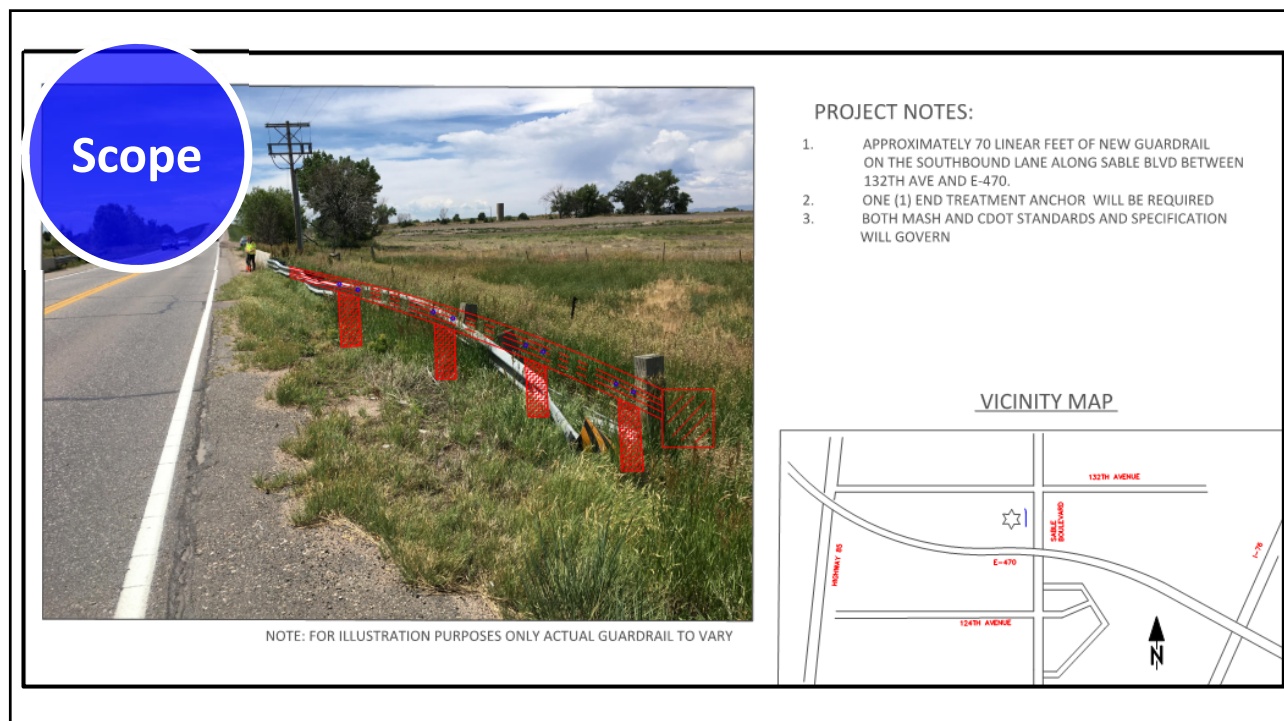 Scope
PROJECT NOTES:
1. APPROXIMATELY 70 LINEAR FEET OF NEW GUARDRAIL
ON THE SOUTHBOUND LANE ALONG SABLE BLVD BETWEEN
132TH AVE AND E-470.
2. ONE (1) END TREATMENT ANCHOR WILL BE REQUIRED
3. BOTH MASH AND CDOT STANDARDS AND SPECIFICATION
WILL GOVERN
NOTE: FOR ILLUSTRATION PURPOSES ONLY ACTUAL GUARDRAIL TO VARY
VICINITY MAP
132TH AVENUE
SABLE
BOULEVARD
HIGHWAY 85
E-470
I-76
124TH AVENUE
N